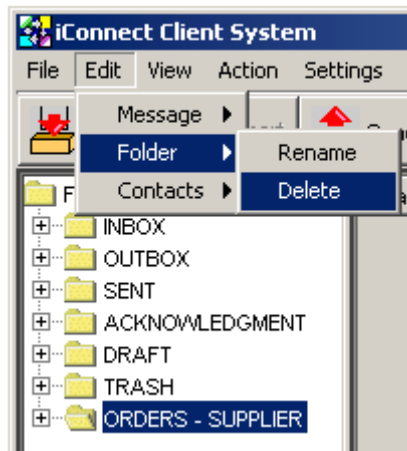 iConnect Client System
File Edit View Action Settings
Message
Folder
Rename
Contacts
Delete
INBOX
OUTBOX
SENT
ACKNOWLEDGMENT
DRAFT
TRASH
ORDERS - SUPPLIER